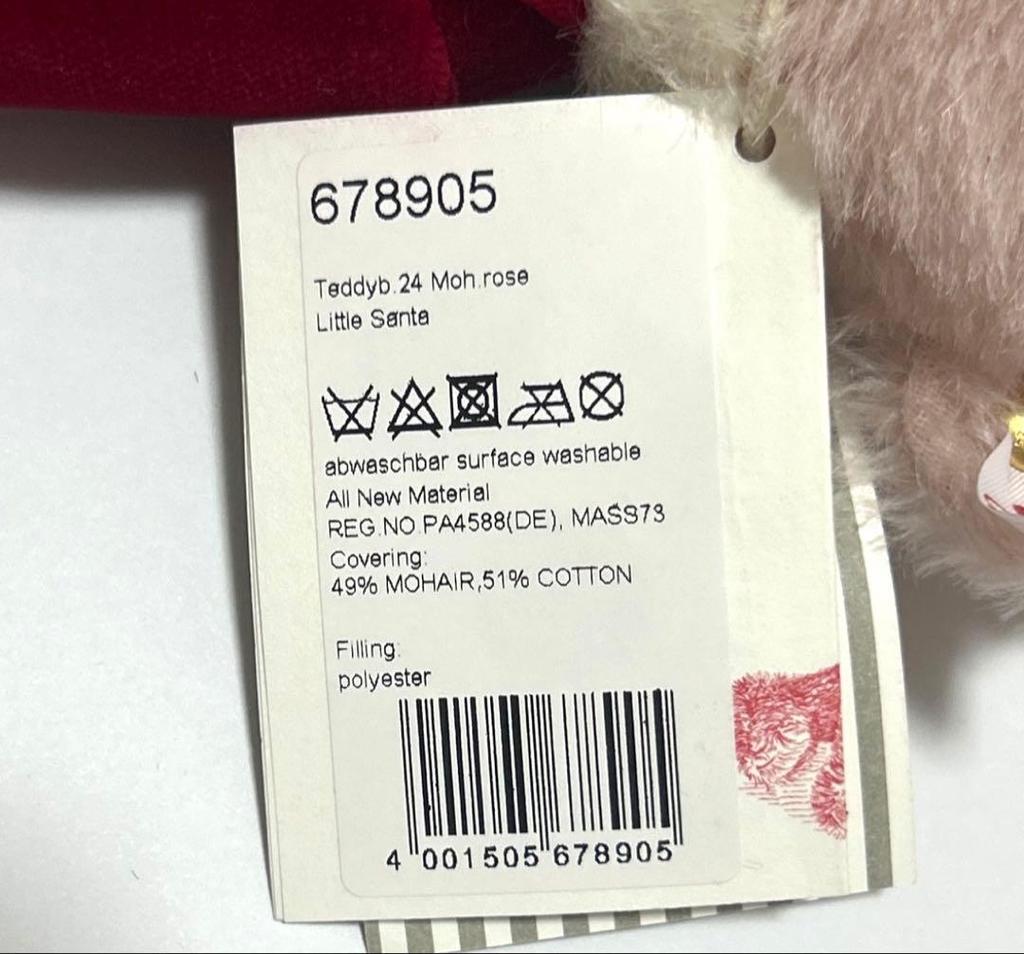 678905
Teddyb.24 Moh.rose
Little Santa
abwaschbar surface washable
All New Material
REG.NO.PA4588(DE), MASS73
Covering:
49% MOHAIR,51% COTTON
Filling:
polyester
4 001505 678905